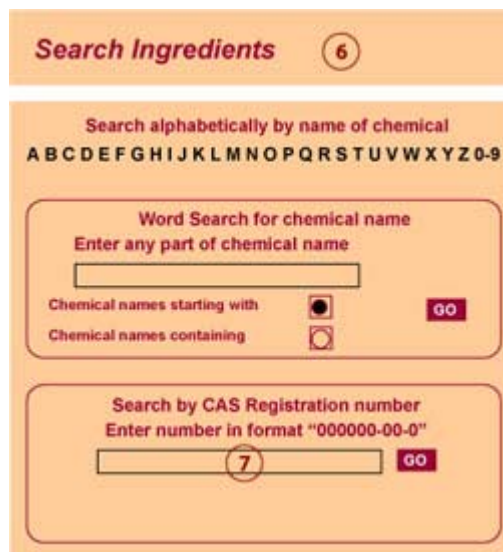 Search Ingredients 6
Search alphabetically by name of chemical
A B C D E F G H I J K L M N O P Q R S T U V W X Y Z 0-9
Word Search for chemical name
Enter any part of chemical name
Chemical names starting with
GO
Chemical names containing
Search by CAS Registration number
Enter number in format “000000-00-0”
7 GO